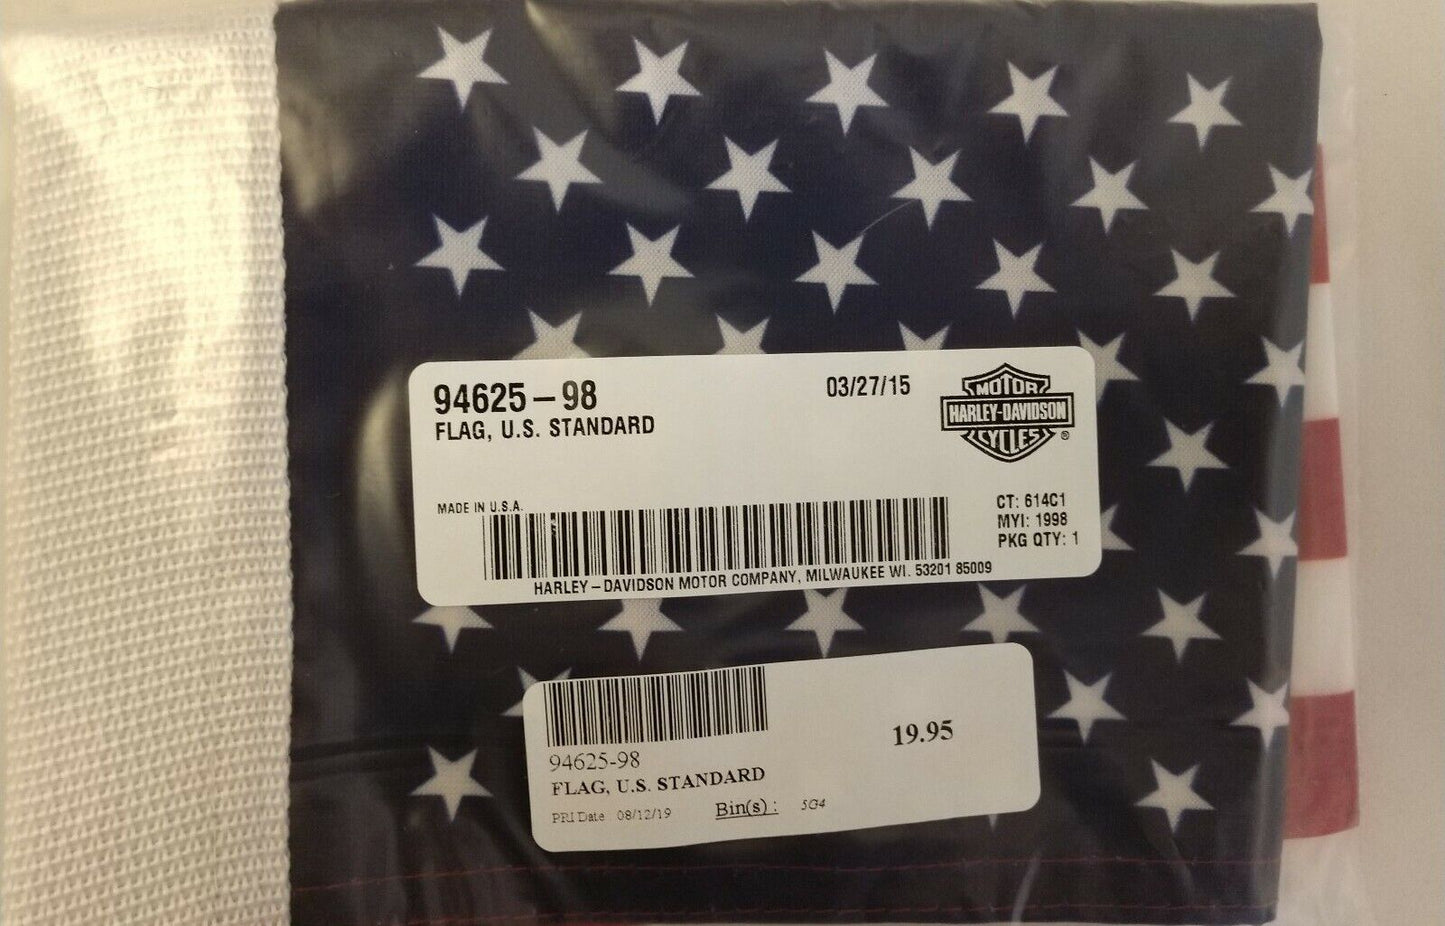 94625-98
FLAG, U.S. STANDARD
03/27/15
MOTOR
HARLEY-DAVIDSON
CYCLES
®
MADE IN U.S.A.
CT: 614C1
MYI: 1998
PKG QTY: 1
HARLEY-DAVIDSON MOTOR COMPANY, MILWAUKEE WI. 53201 85009
94625-98
FLAG, U.S. STANDARD
19.95
PRI Date 08/12/19
Bin(s) : 5G4